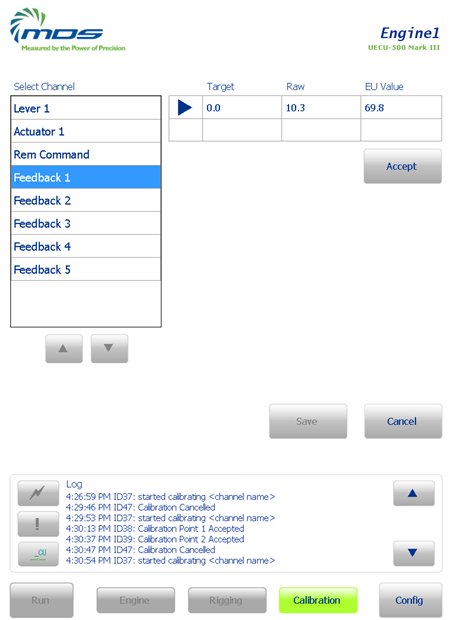 mds
Measured by the Power of Precision
Engine1
UECU-500 Mark III
Select Channel
Target Raw EU Value
Lever 1
Actuator 1
Rem Command
Feedback 1
Feedback 2
Feedback 3
Feedback 4
Feedback 5
0.0 10.3 69.8
Accept
Save Cancel
Log
4:26:59 PM ID37: started calibrating <channel name>
4:29:46 PM ID47: Calibration Cancelled
4:29:53 PM ID37: started calibrating <channel name>
4:30:13 PM ID38: Calibration Point 1 Accepted
4:30:37 PM ID39: Calibration Point 2 Accepted
4:30:47 PM ID47: Calibration Cancelled
4:30:54 PM ID37: started calibrating <channel name>
!
_CU
Run Engine Rigging Calibration Config